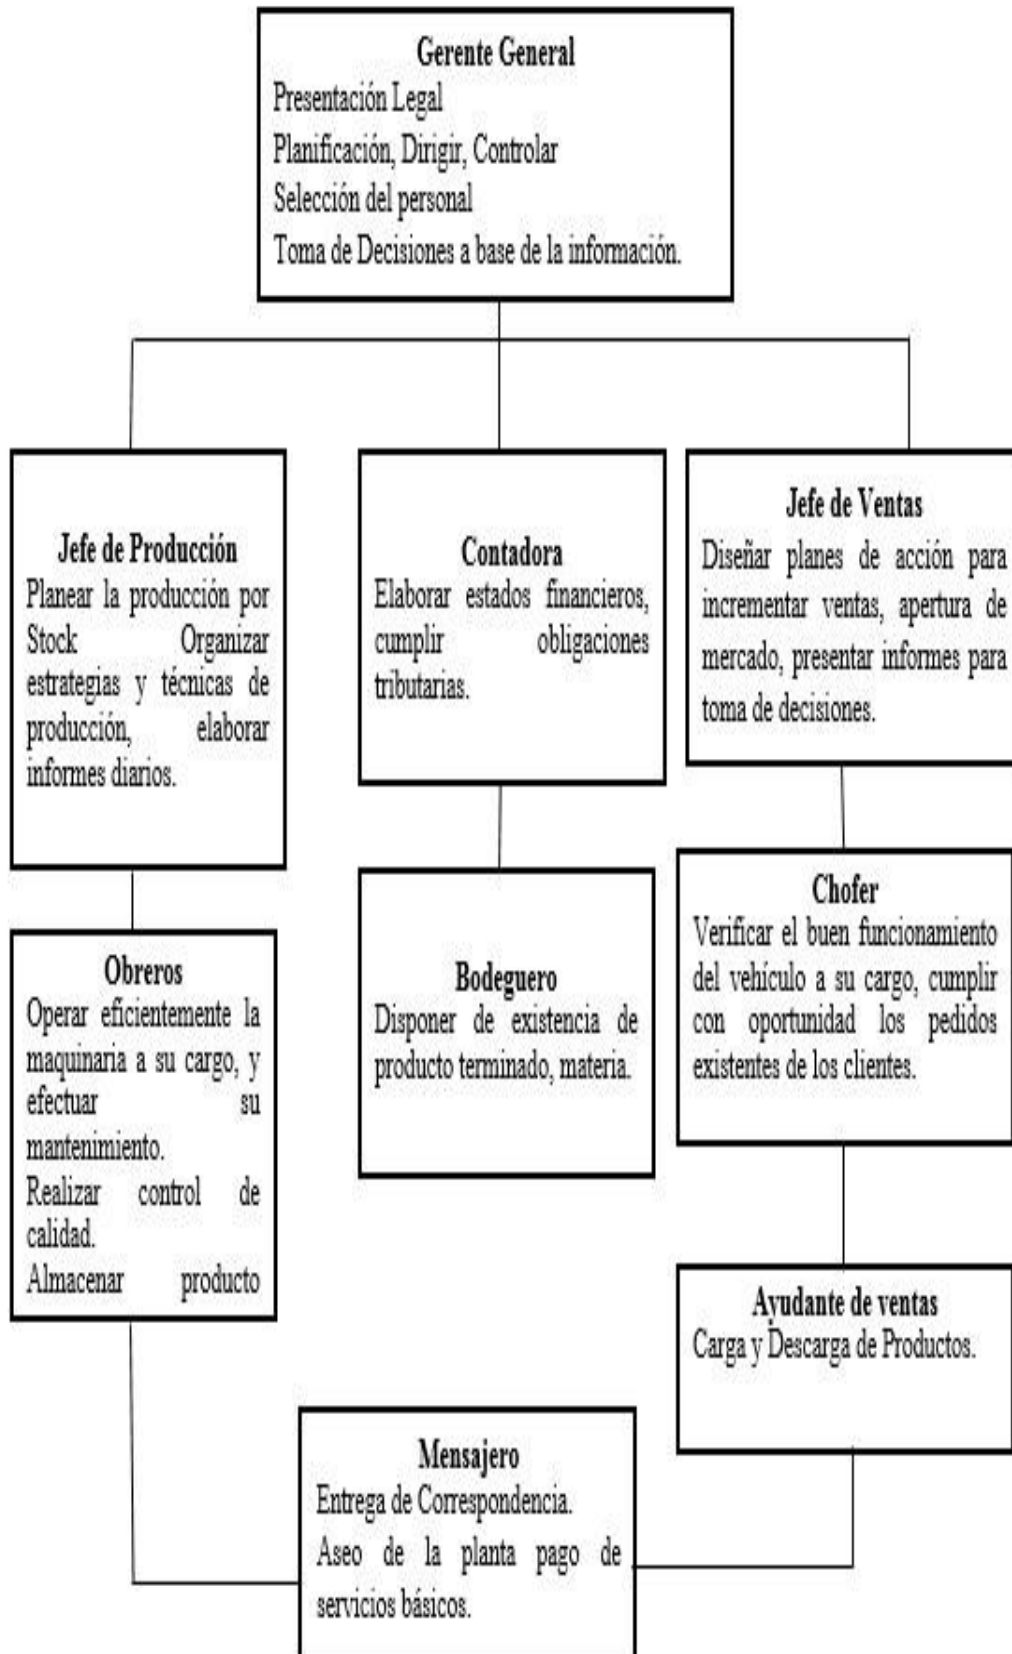 Gerente General
Presentación Legal
Planificación, Dirigir, Controlar
Selección del personal
Toma de Decisiones a base de la información.
Jefe de Producción
Planear la producción por
Stock Organizar
estrategias y técnicas de
producción, elaborar
informes diarios.
Contadora
Elaborar estados financieros,
cumplir obligaciones
tributarias.
Jefe de Ventas
Diseñar planes de acción para
incrementar ventas, apertura de
mercado, presentar informes para
toma de decisiones.
Obreros
Operar eficientemente la
maquinaria a su cargo, y
efectuar su
mantenimiento.
Realizar control de
calidad.
Almacenar producto
Bodeguero
Disponer de existencia de
producto terminado, materia.
Chofer
Verificar el buen funcionamiento
del vehículo a su cargo, cumplir
con oportunidad los pedidos
existentes de los clientes.
Ayudante de ventas
Carga y Descarga de Productos.
Mensajero
Entrega de Correspondencia.
Aseo de la planta pago de
servicios básicos.